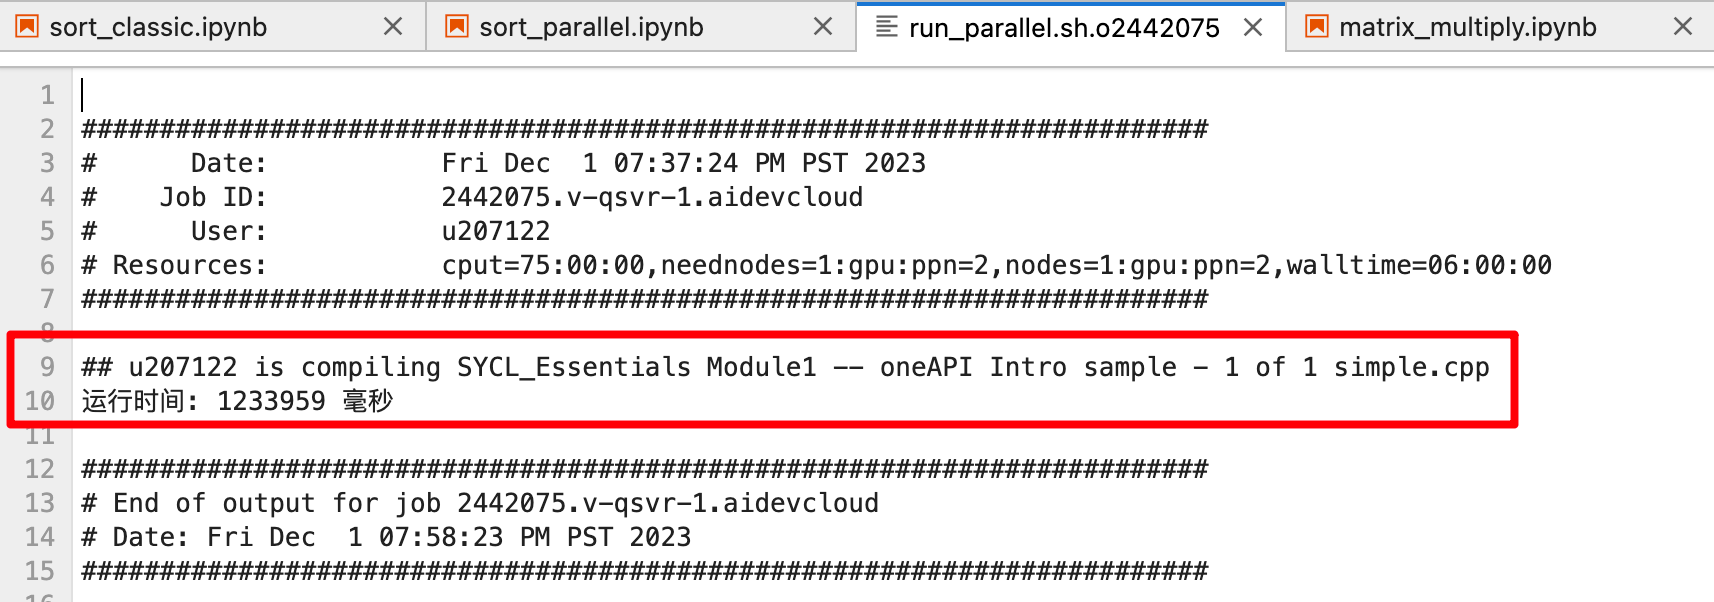 sort_classic.ipynb
sort_parallel.ipynb
run_parallel.sh.o2442075
matrix_multiply.ipynb
1
2 ########################################################################
3 #      Date:           Fri Dec  1 07:37:24 PM PST 2023
4 #    Job ID:           2442075.v-qsvr-1.aidevcloud
5 #      User:           u207122
6 # Resources:           cput=75:00:00,neednodes=1:gpu:ppn=2,nodes=1:gpu:ppn=2,walltime=06:00:00
7 ########################################################################
8
9 ## u207122 is compiling SYCL_Essentials Module1 -- oneAPI Intro sample - 1 of 1 simple.cpp
10 运行时间: 1233959 毫秒
11
12 ########################################################################
13 # End of output for job 2442075.v-qsvr-1.aidevcloud
14 # Date: Fri Dec  1 07:58:23 PM PST 2023
15 ########################################################################
16